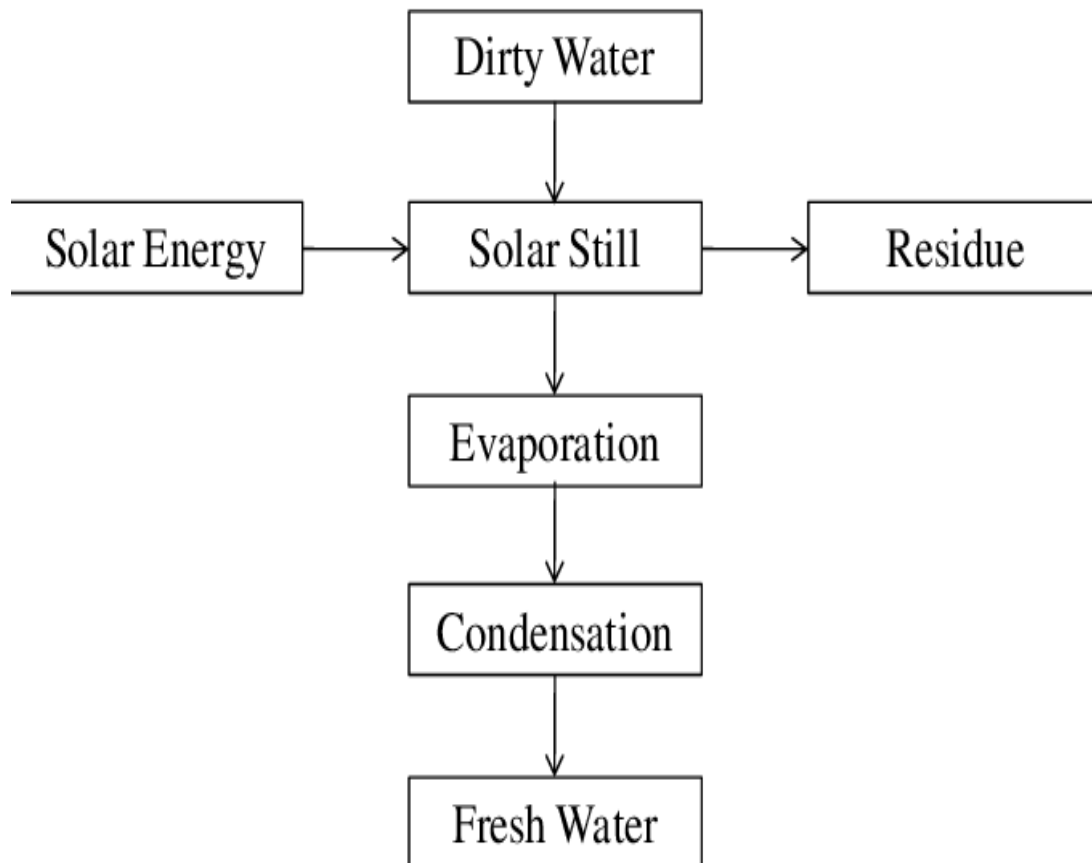 Dirty Water
Solar Energy
Solar Still
Residue
Evaporation
Condensation
Fresh Water